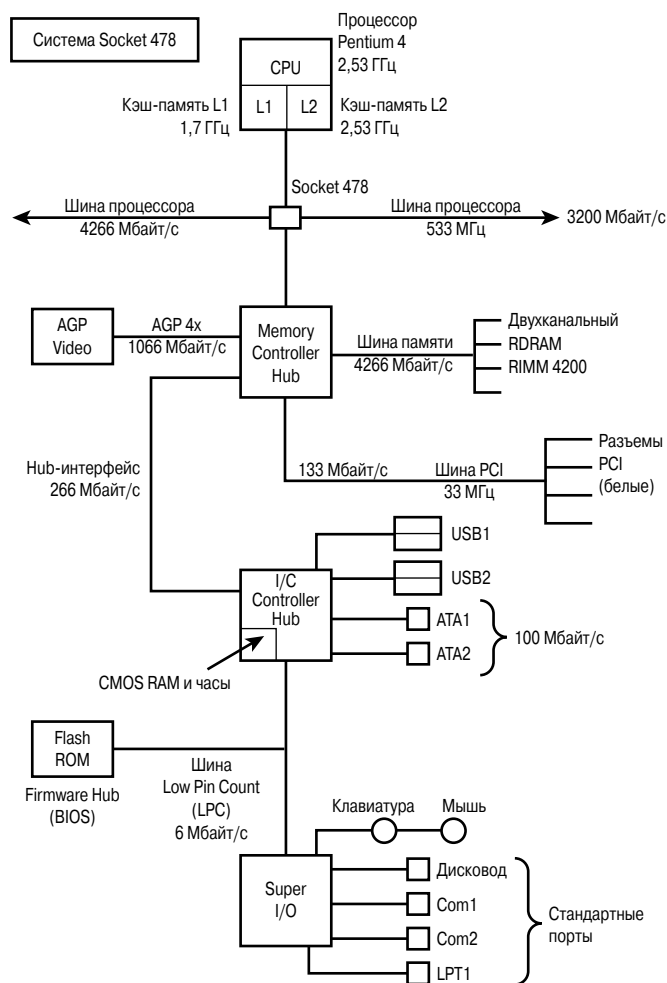 Система Socket 478
Процессор
Pentium 4
2,53 ГГц
CPU
Кэш-память L1
1,7 ГГц
L1
L2
Кэш-память L2
2,53 ГГц
Socket 478
Шина процессора
4266 Мбайт/с
Шина процессора
533 МГц
3200 Мбайт/с
AGP
Video
AGP 4x
1066 Мбайт/с
Memory
Controller
Hub
Шина памяти
4266 Мбайт/с
Двухканальный
RDRAM
RIMM 4200
Hub-интерфейс
266 Мбайт/с
133 Мбайт/с
Шина PCI
33 МГц
Разъемы
PCI
(белые)
USB1
USB2
I/C
Controller
Hub
ATA1
ATA2
100 Мбайт/с
CMOS RAM и часы
Flash
ROM
Firmware Hub
(BIOS)
Шина
Low Pin Count
(LPC)
6 Мбайт/с
Клавиатура
Мышь
Super
I/O
Дисковод
Com1
Com2
LPT1
Стандартные
порты